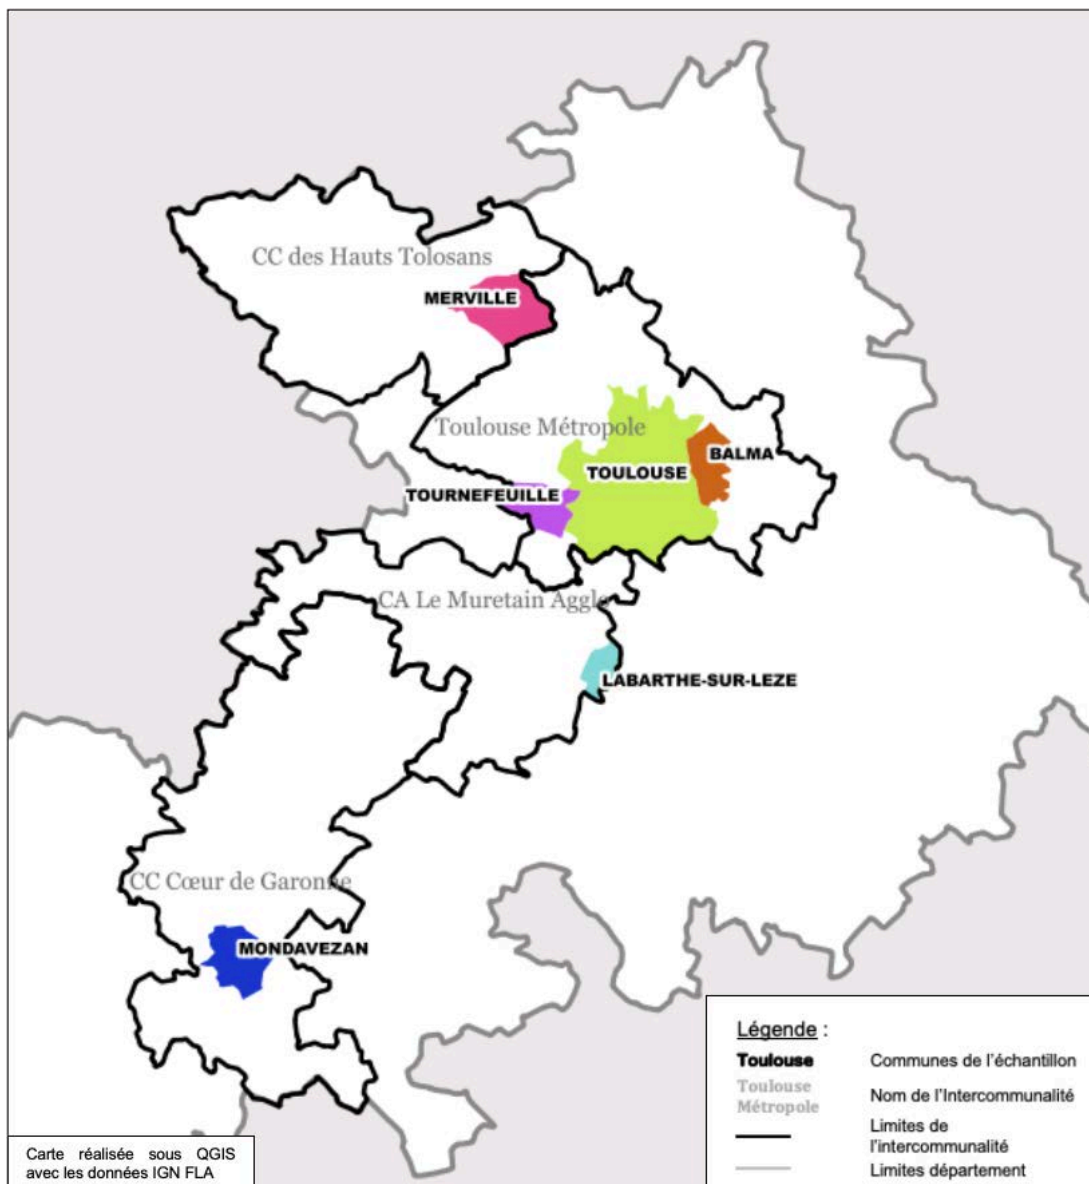 CC des Hauts Tolosans
MERVILLE
Toulouse Métropole
BALMA
TOULOUSE
TOURNEFEUILLE
CA Le Muretain Agglo
LABARTHE-SUR-LEZE
CC Cœur de Garonne
MONDAVEZAN
Légende :
Toulouse Communes de l'échantillon
Toulouse
Métropole
Nom de l'Intercommunalité
Limites de
l'intercommunalité
Limites département
Carte réalisée sous QGIS
avec les données IGN FLA